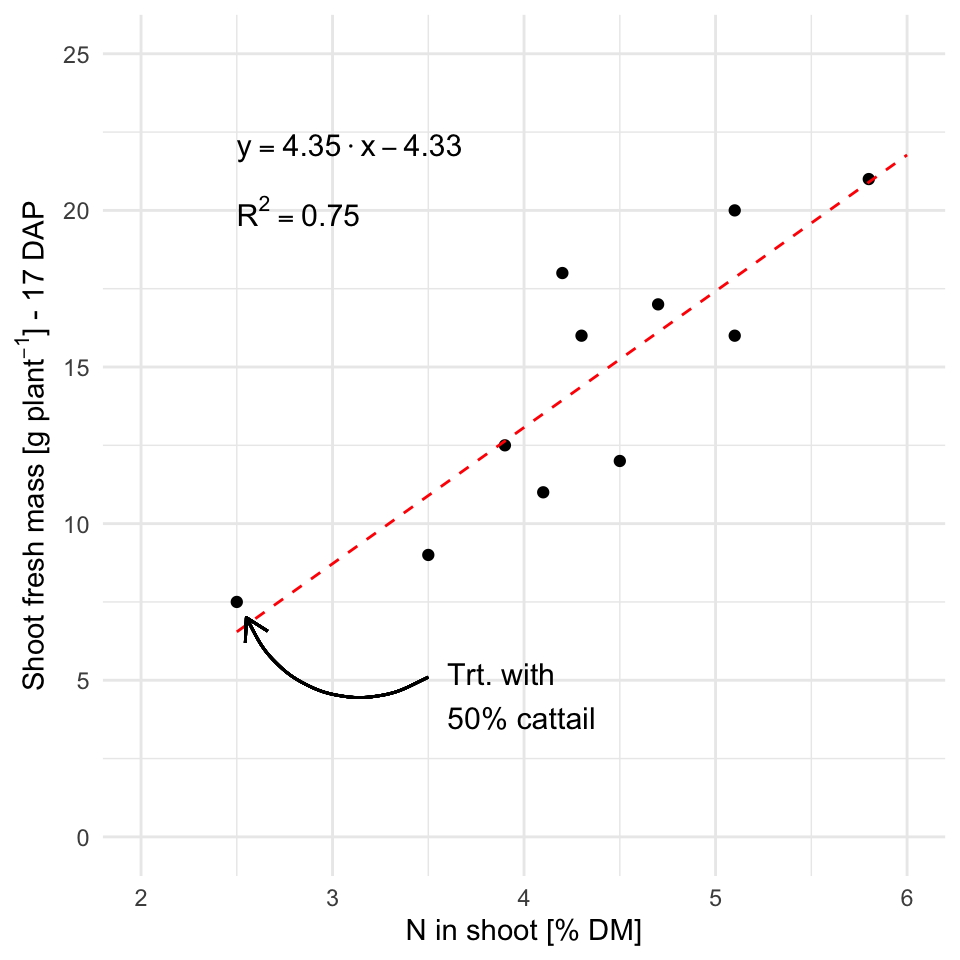 25
20
15
10
5
0
y = 4.35 · x − 4.33
R² = 0.75
Trt. with
50% cattail
2 3 4 5 6
N in shoot [% DM]
Shoot fresh mass [g plant⁻¹] - 17 DAP